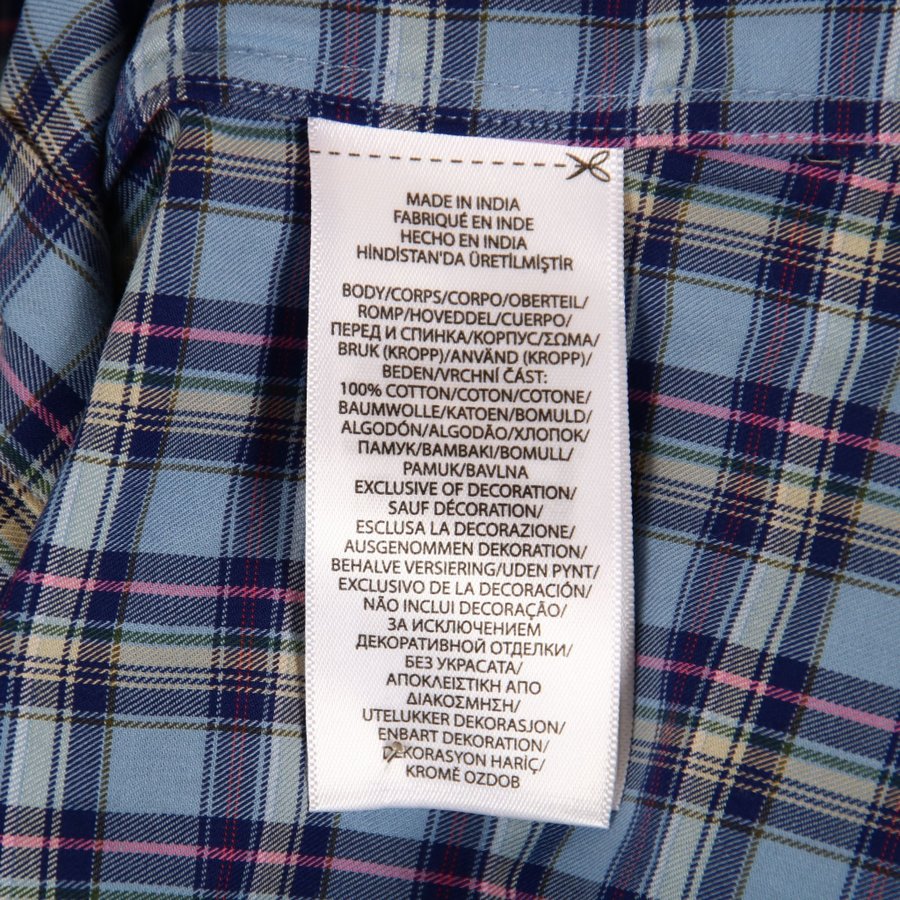 MADE IN INDIA
FABRIQUÉ EN INDE
HECHO EN INDIA
HİNDİSTAN'DA ÜRETİLMİŞTİR
BODY/CORPS/CORPO/OBERTEIL/
ROMP/HOVEDDEL/CUERPO/
ПЕРЕД И СПИНКА/КОРПУС/ΣΩΜΑ/
BRUK (KROPP)/ANVÄND (KROPP)/
BEDEN/VRCHNÍ ČÁST:
100% COTTON/COTON/COTONE/
BAUMWOLLE/KATOEN/BOMULD/
ALGODÓN/ALGODÃO/ХЛОПОК/
ПАМУК/ΒΑΜΒΑΚΙ/BOMULL/
PAMUK/BAVLNA
EXCLUSIVE OF DECORATION/
SAUF DÉCORATION/
ESCLUSA LA DECORAZIONE/
AUSGENOMMEN DEKORATION/
BEHALVE VERSIERING/UDEN PYNT/
EXCLUSIVO DE LA DECORACIÓN/
NÃO INCLUI DECORAÇÃO/
ЗА ИСКЛЮЧЕНИЕМ
ДЕКОРАТИВНОЙ ОТДЕЛКИ/
БЕЗ УКРАСАТА/
ΑΠΟΚΛΕΙΣΤΙΚΗ ΑΠΟ
ΔΙΑΚΟΣΜΗΣΗ/
UTELUKKER DEKORASJON/
ENBART DEKORATION/
DEKORASYON HARİÇ/
KROMĚ OZDOB